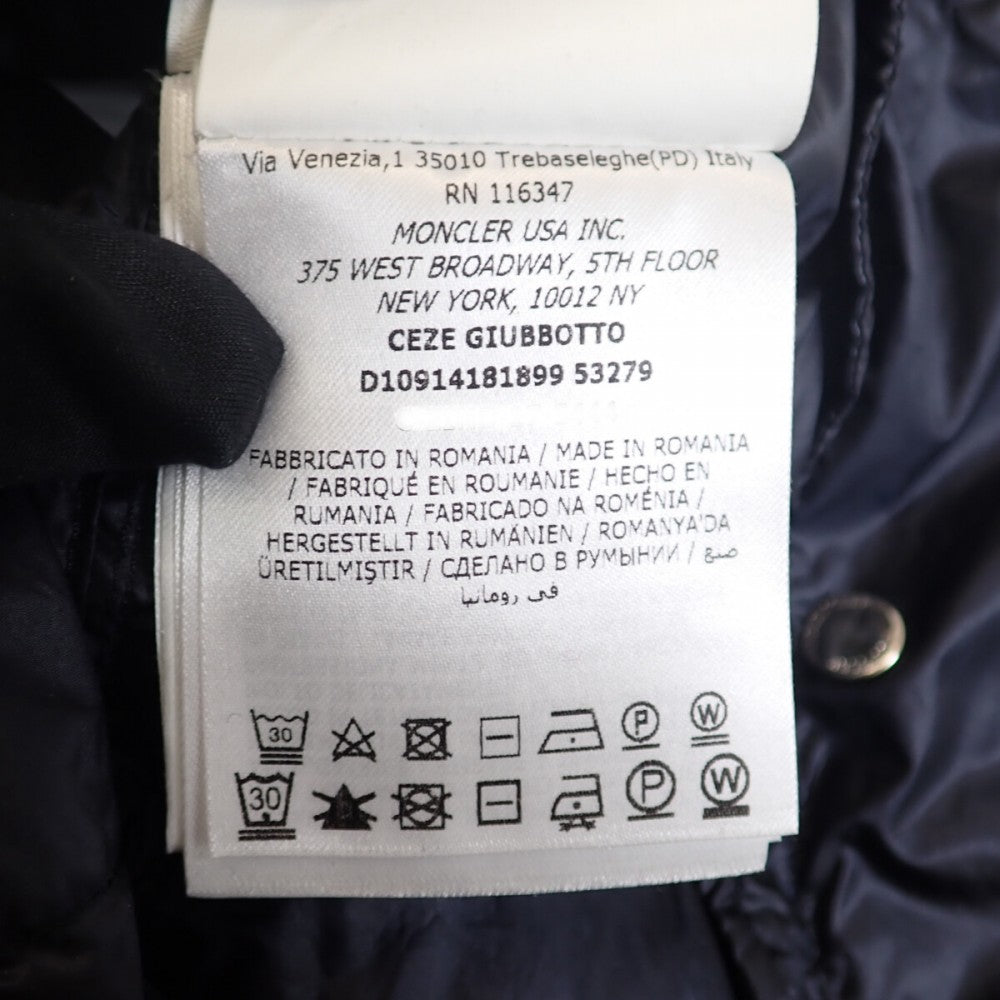 Via Venezia,1 35010 Trebaseleghe(PD) Italy
RN 116347
MONCLER USA INC.
375 WEST BROADWAY, 5TH FLOOR
NEW YORK, 10012 NY
CEZE GIUBBOTTO
D10914181899 53279
FABBRICATO IN ROMANIA / MADE IN ROMANIA
/ FABRIQUÉ EN ROUMANIE / HECHO EN
RUMANIA / FABRICADO NA ROMÉNIA /
HERGESTELLT IN RUMÄNIEN / ROMANYA'DA
ÜRETILMIŞTIR / СДЕЛАНО В РУМЫНИИ / صنع
في رومانيا
30 P W
30 P W